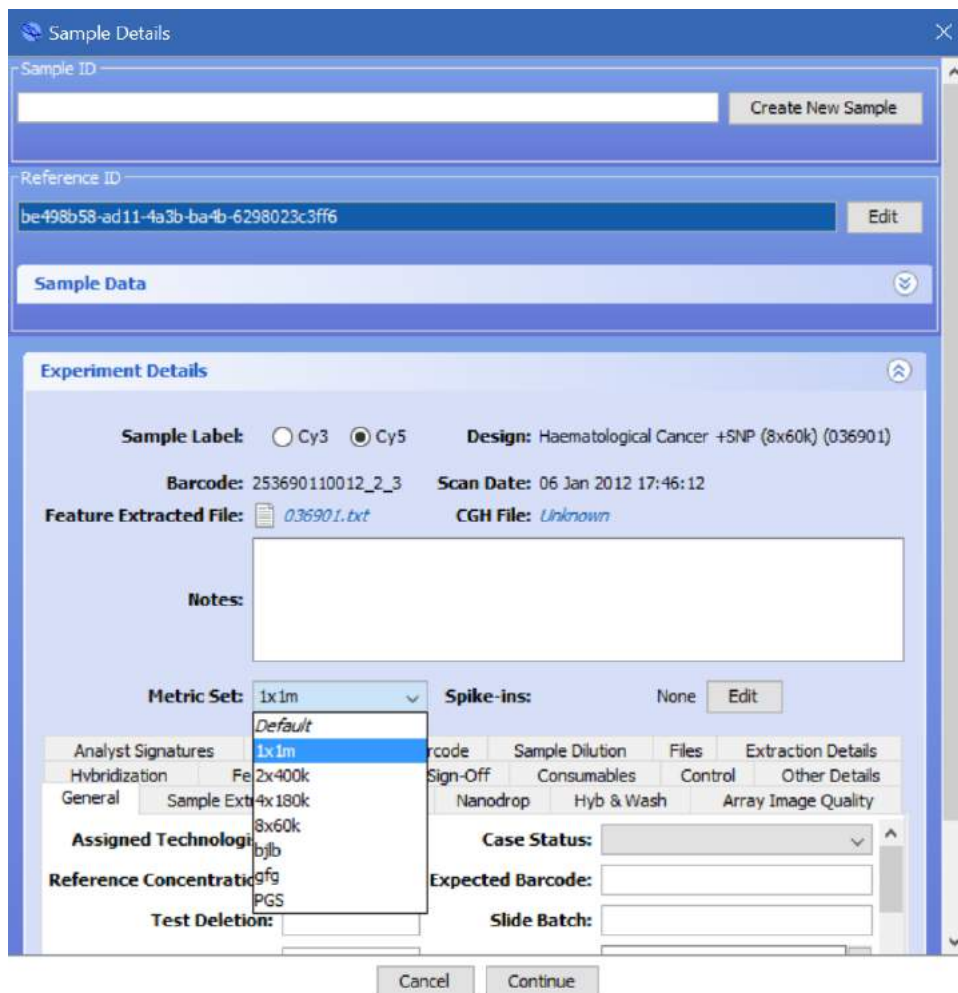 Sample Details
Sample ID
Create New Sample
Reference ID
be498b58-ad11-4a3b-ba4b-6298023c3ff6 Edit
Sample Data
Experiment Details
Sample Label: Cy3 Cy5 Design: Haematological Cancer +SNP (8x60k) (036901)
Barcode: 253690110012_2_3 Scan Date: 06 Jan 2012 17:46:12
Feature Extracted File: 036901.txt CGH File: Unknown
Notes:
Metric Set: 1x1m Spike-ins: None Edit
Default
1x1m
2x400k
4x180k
8x60k
bjlb
gfg
PGS
Analyst Signatures Sample Dilution Files Extraction Details
Hybridization Sign-Off Consumables Control Other Details
General Sample Nanodrop Hyb & Wash Array Image Quality
Assigned Case Status:
Reference Expected Barcode:
Test Deletion: Slide Batch:
Cancel Continue